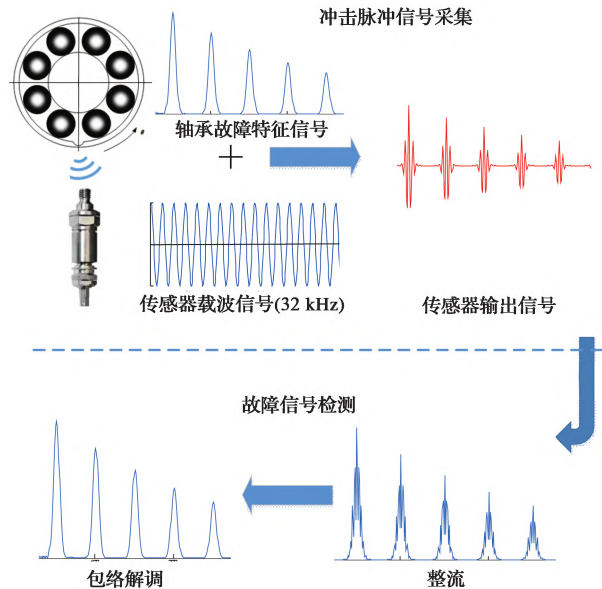 冲击脉冲信号采集
轴承故障特征信号
+
传感器载波信号(32 kHz)
传感器输出信号
故障信号检测
包络解调
整流